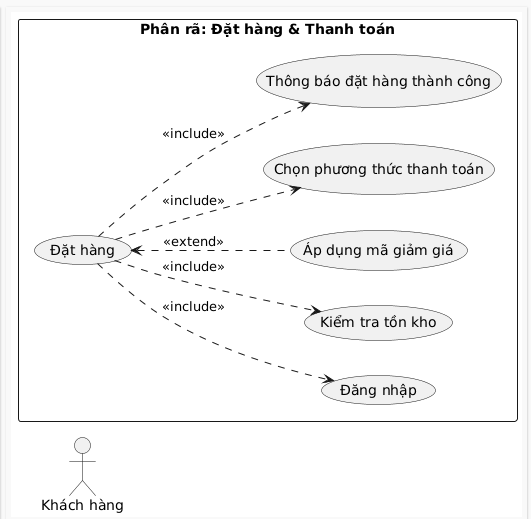 Phân rã: Đặt hàng & Thanh toán
Thông báo đặt hàng thành công
«include»
Chọn phương thức thanh toán
«include»
Đặt hàng
«extend»
Áp dụng mã giảm giá
«include»
Kiểm tra tồn kho
«include»
Đăng nhập
Khách hàng